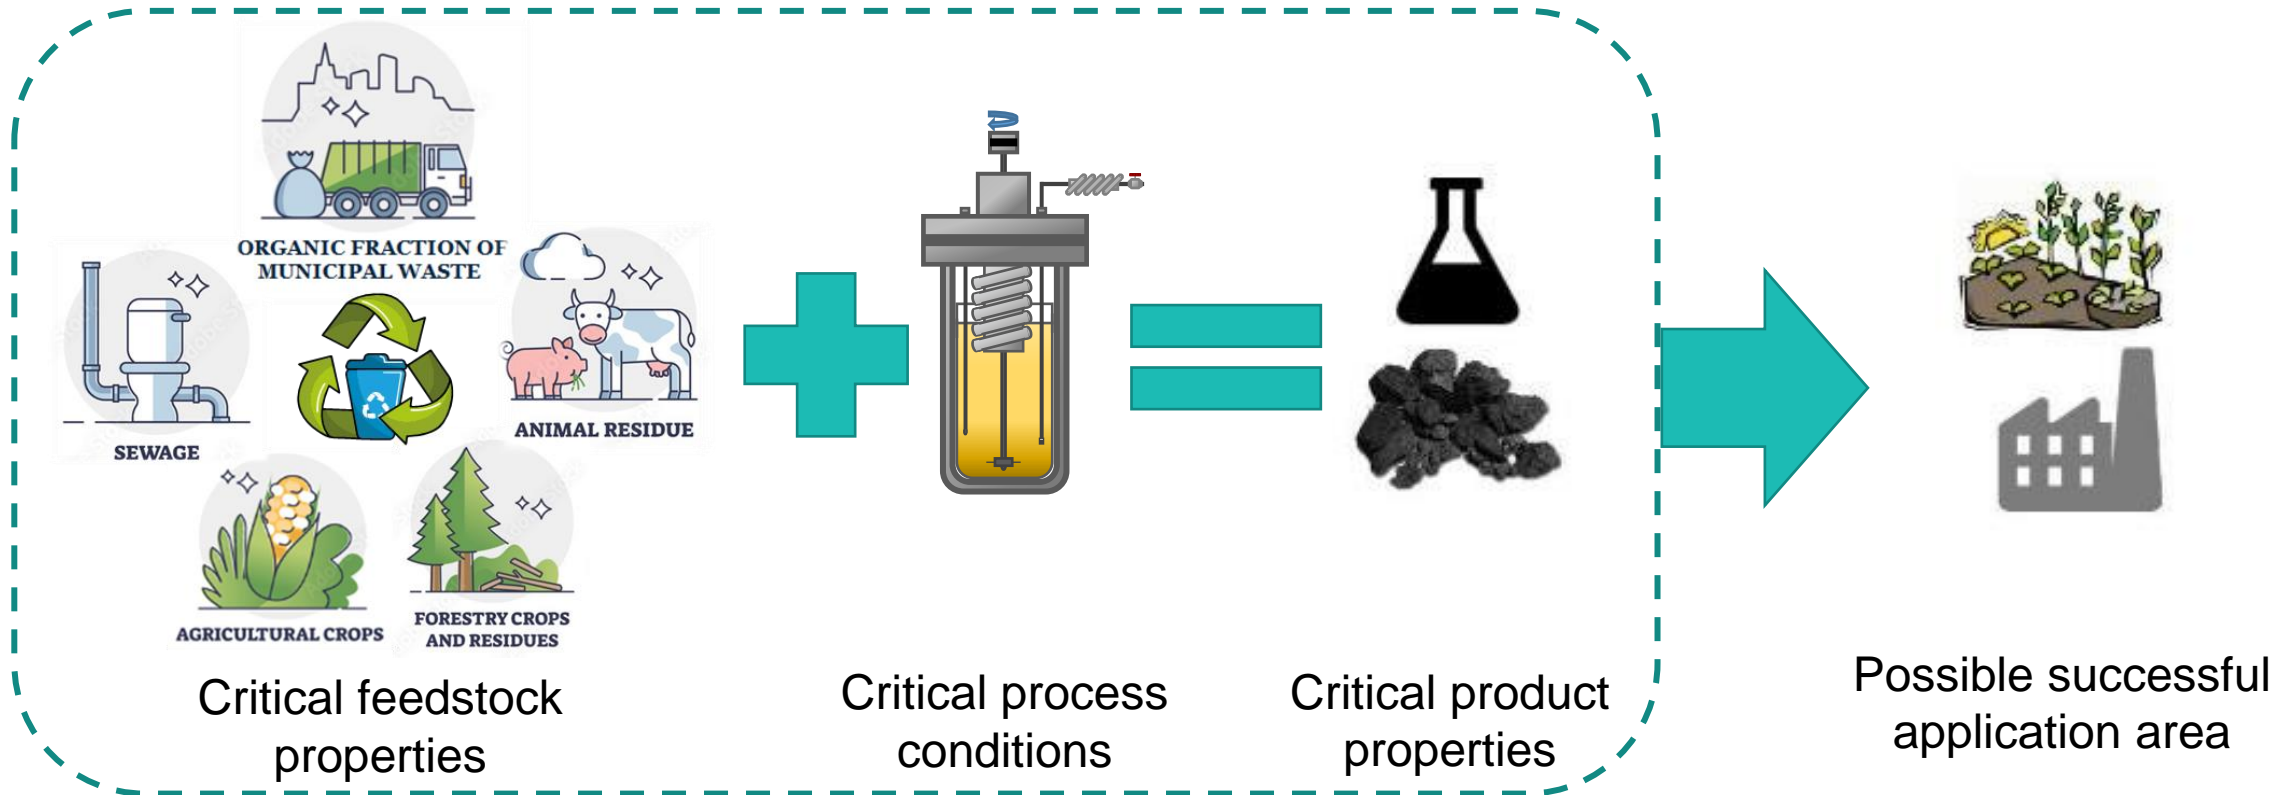 ORGANIC FRACTION OF
MUNICIPAL WASTE
SEWAGE
ANIMAL RESIDUE
AGRICULTURAL CROPS
FORESTRY CROPS
AND RESIDUES
Critical feedstock
properties
Critical process
conditions
Critical product
properties
Possible successful
application area